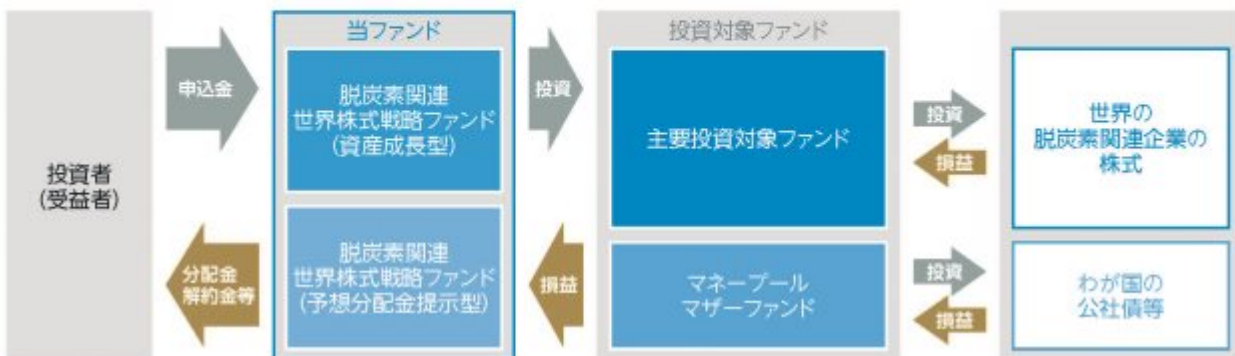 投資者
(受益者)
申込金
分配金
解約金等
当ファンド
脱炭素関連
世界株式戦略ファンド
(資産成長型)
脱炭素関連
世界株式戦略ファンド
(予想分配金提示型)
投資
損益
投資対象ファンド
主要投資対象ファンド
マネープール
マザーファンド
投資
損益
投資
損益
世界の
脱炭素関連企業の
株式
わが国の
公社債等